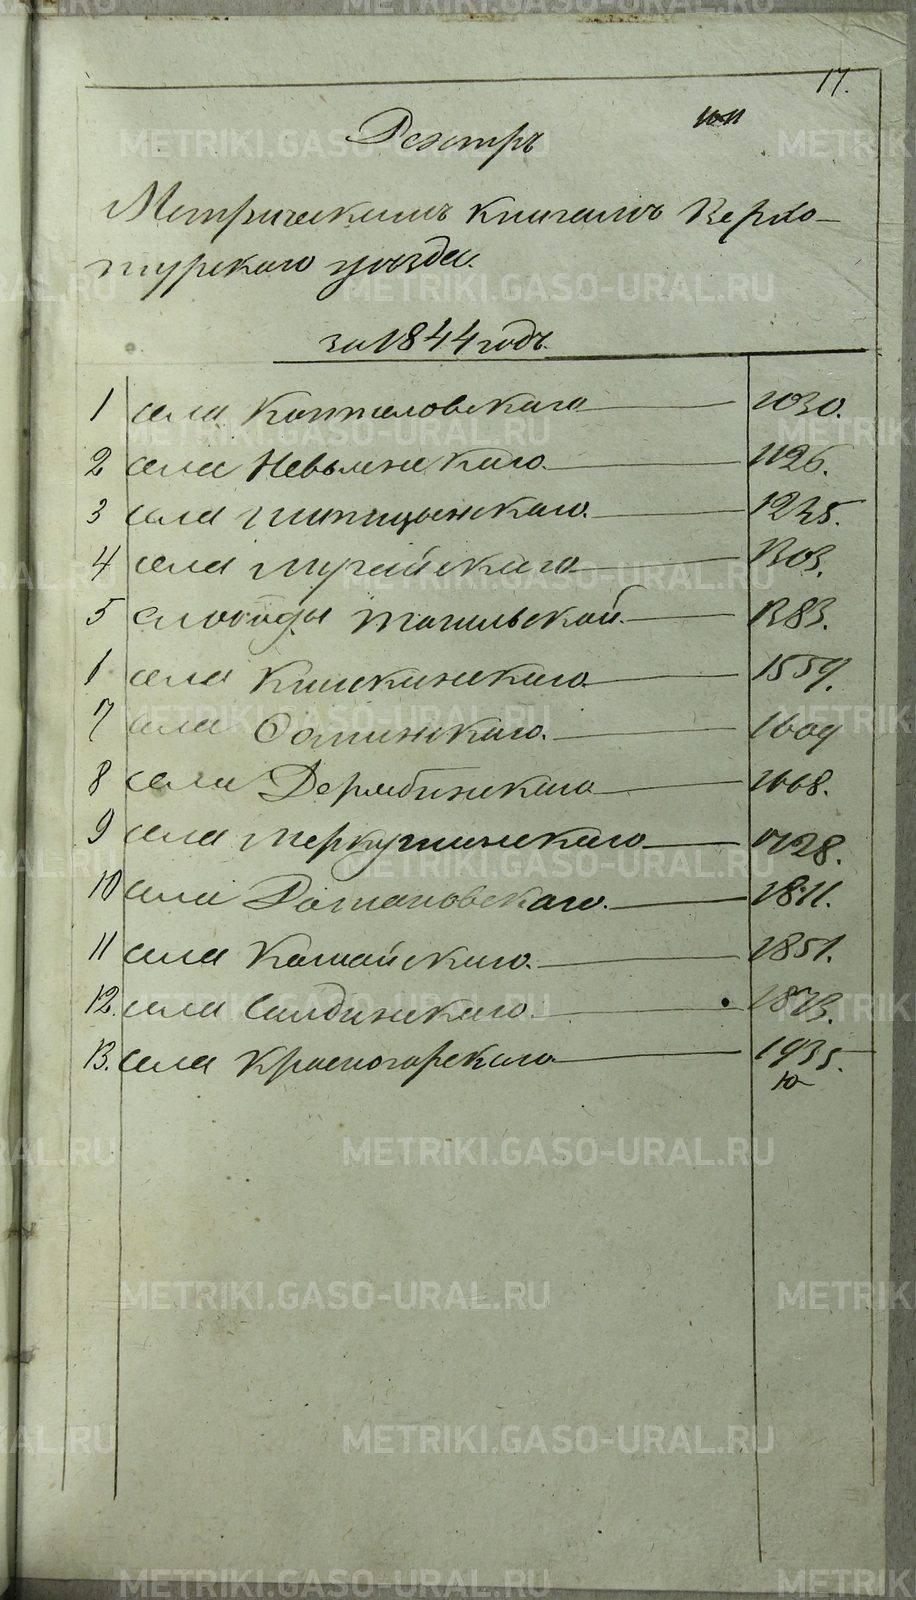 17.
Реэстръ
Метрическимъ книгамъ Верхо-
турскаго уѣзда.
за 1844 годъ.
1 села Коптеловскаго 1030.
2 села Невьянскаго 1126.
3 села Шипицынскаго 1245.
4 села Мугайскаго 1303.
5 слободы Тагильской 1383.
6 села Кишкинскаго 1559.
7 села Фоминскаго. 1609
8 села Дерябинскаго 1668.
9 села Меркушинскаго 1728.
10 села Романовскаго. 1811.
11 села Кошайскаго. 1851.
12. села Салдинскаго. 1873.
13. села Красногорскаго 1935.
METRIKI.GASO-URAL.RU